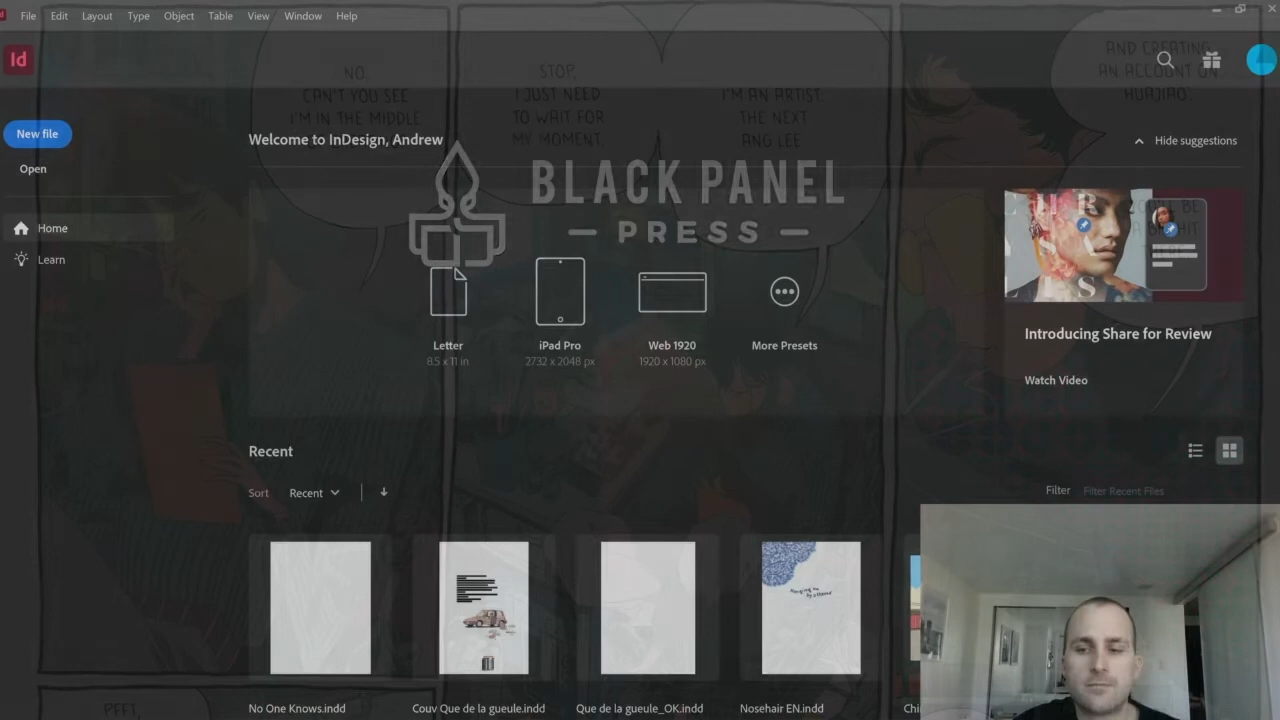 File Edit Layout Type Object Table View Window Help
Id
AND CREATING
AN ACCOUNT ON
HUAJIAO.
NO.
CAN'T YOU SEE
I'M IN THE MIDDLE
STOP,
I JUST NEED
TO WAIT FOR
MY MOMENT.
I'M AN ARTIST.
THE NEXT
ANG LEE
New file
Open
Home
Learn
Welcome to InDesign, Andrew
Hide suggestions
BLACK PANEL
PRESS
Letter
8.5 x 11 in
iPad Pro
2732 x 2048 px
Web 1920
1920 x 1080 px
More Presets
Introducing Share for Review
Watch Video
Recent
Sort Recent
Filter Filter Recent Files
No One Knows.indd
Couv Que de la gueule.indd
Que de la gueule_OK.indd
Nosehair EN.indd
PFFT,